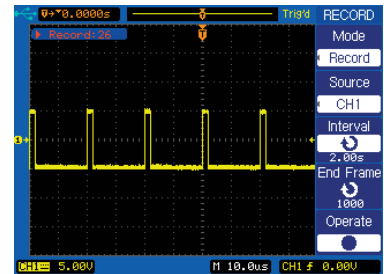 0.0000s Trig'd RECORD
Record:26
Mode
Record
Source
CH1
Interval
2.00s
End Frame
1000
Operate
CH1 5.00V M 10.0us CH1 0.00V